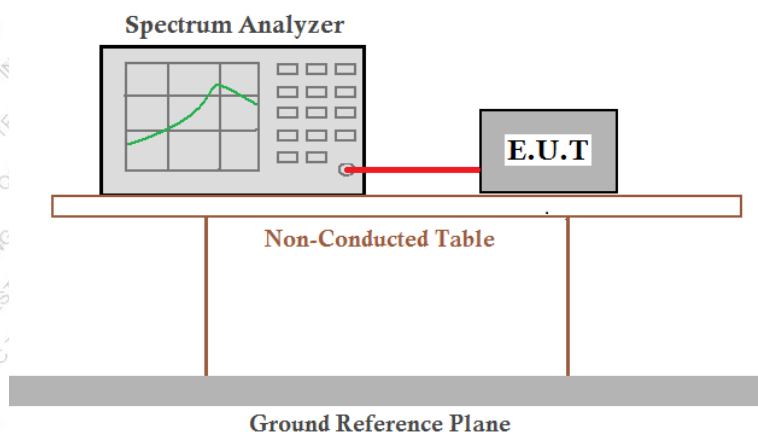 Spectrum Analyzer
E.U.T
Non-Conducted Table
Ground Reference Plane